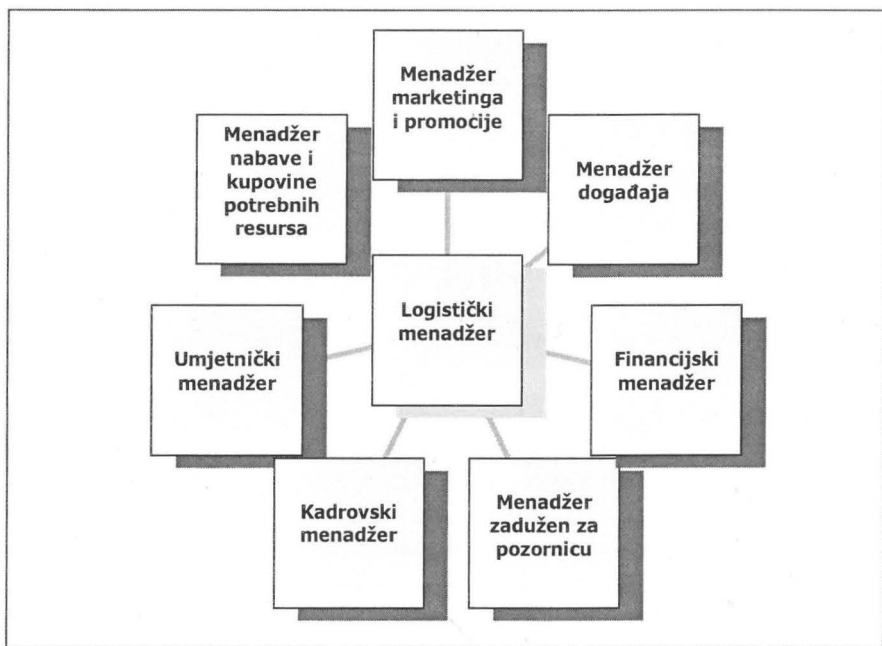 Menadžer
marketinga
i promocije
Menadžer
nabave i
kupovine
potrebnih
resursa
Menadžer
događaja
Logistički
menadžer
Umjetnički
menadžer
Financijski
menadžer
Kadrovski
menadžer
Menadžer
zadužen za
pozornicu